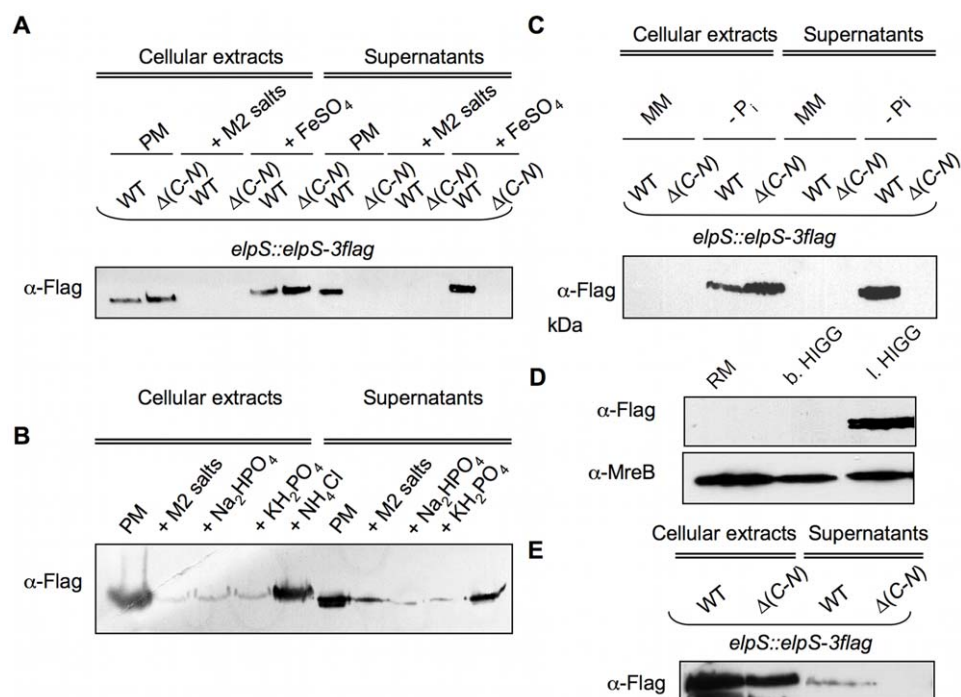 A
Cellular extracts
Supernatants
PM
+ M2 salts
+ FeSO₄
PM
+ M2 salts
+ FeSO₄
WT
Δ(C-N)
WT
Δ(C-N)
WT
Δ(C-N)
WT
Δ(C-N)
WT
Δ(C-N)
WT
Δ(C-N)
elpS::elpS-3flag
α-Flag
B
Cellular extracts
Supernatants
PM
+ M2 salts
+ Na₂HPO₄
+ KH₂PO₄
+ NH₄Cl
PM
+ M2 salts
+ Na₂HPO₄
+ KH₂PO₄
α-Flag
C
Cellular extracts
Supernatants
MM
- Pᵢ
MM
- Pi
WT
Δ(C-N)
WT
Δ(C-N)
WT
Δ(C-N)
WT
Δ(C-N)
elpS::elpS-3flag
α-Flag
kDa
D
RM
b. HIGG
l. HIGG
α-Flag
α-MreB
E
Cellular extracts
Supernatants
WT
Δ(C-N)
WT
Δ(C-N)
elpS::elpS-3flag
α-Flag